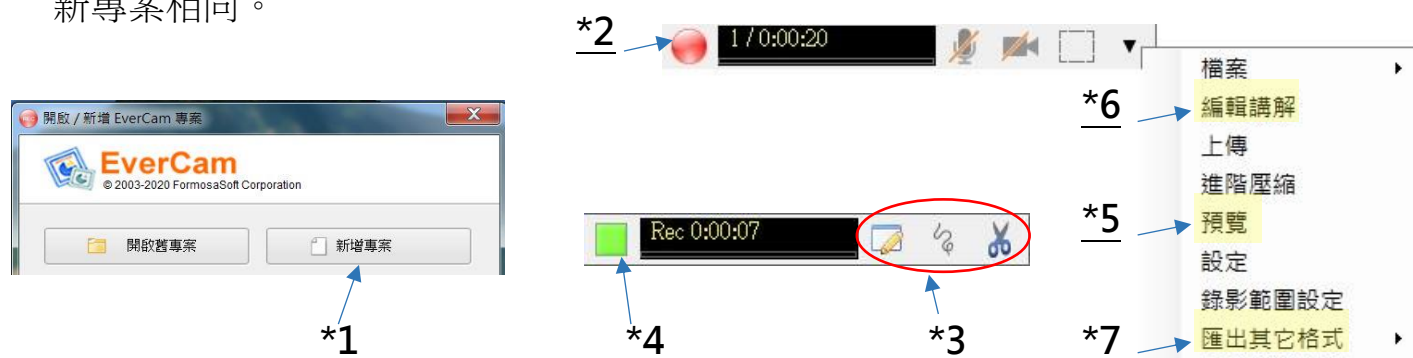 新專案相同。
*2
1 / 0:00:20
開啟 / 新增 EverCam 專案
EverCam
© 2003-2020 FormosaSoft Corporation
開啟舊專案
新增專案
*1
Rec 0:00:07
*4
*3
檔案
*6
編輯講解
上傳
進階壓縮
*5
預覽
設定
錄影範圍設定
*7
匯出其它格式